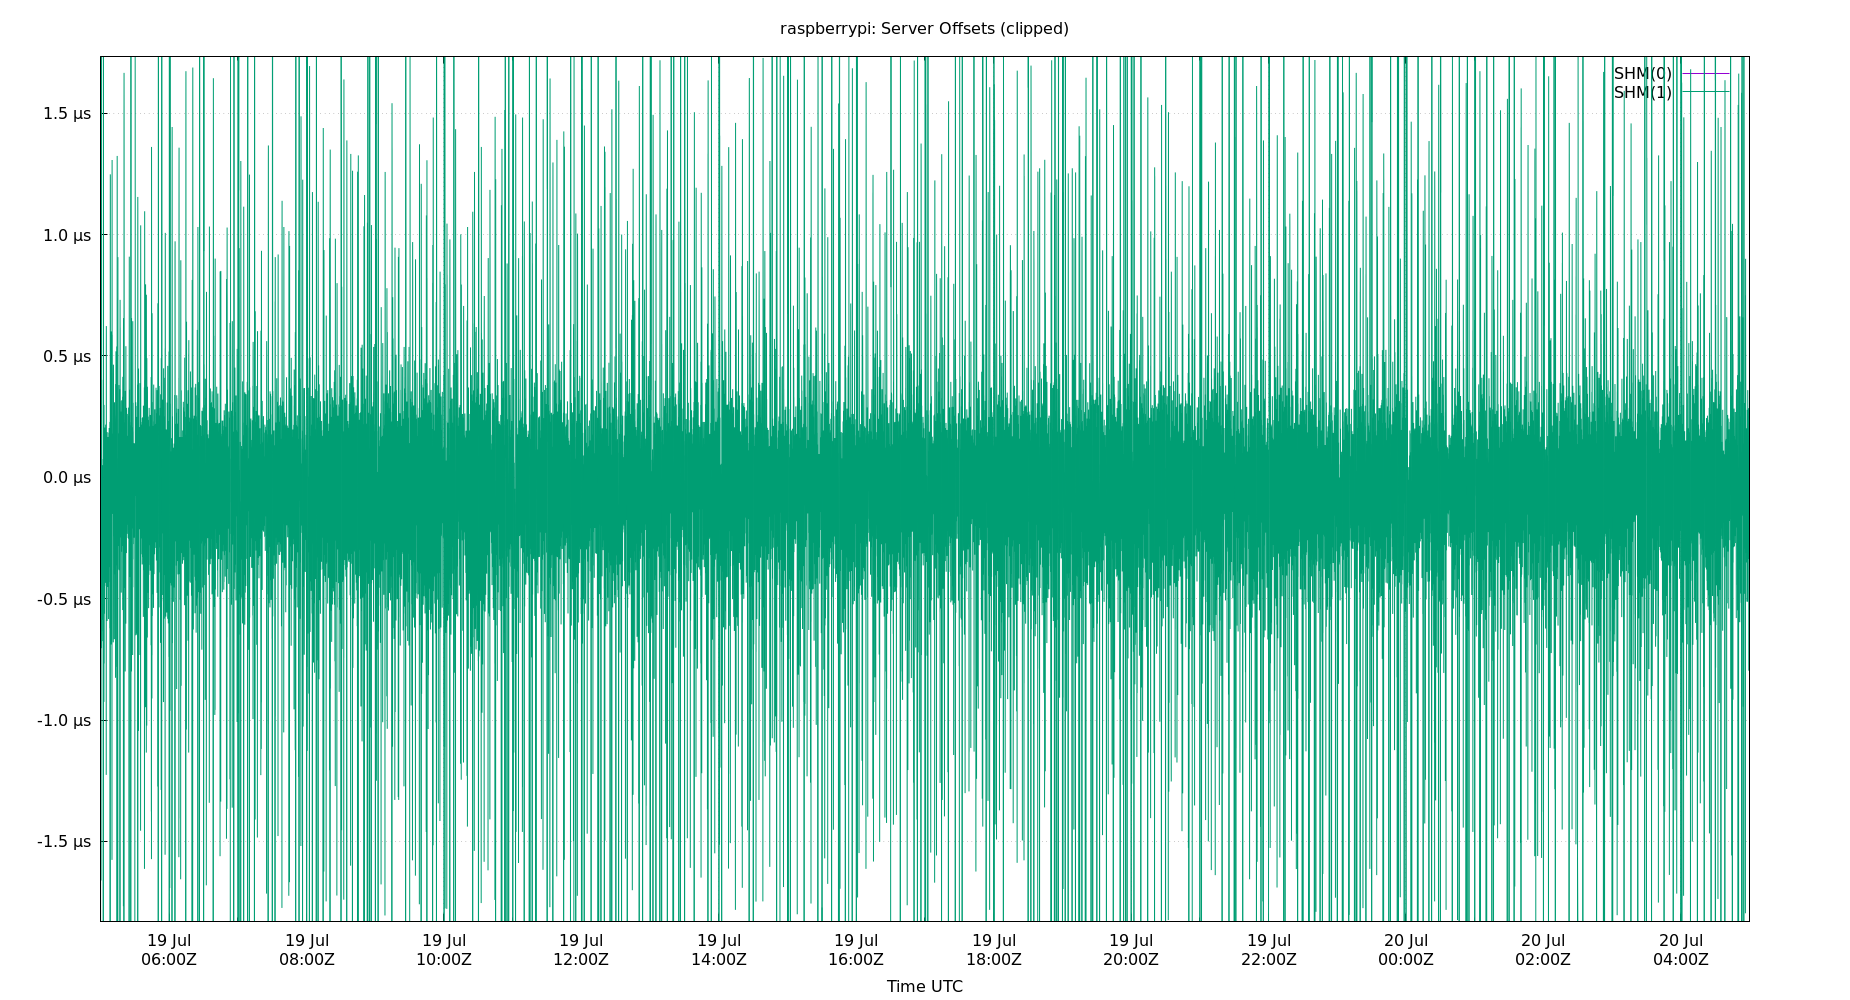 raspberrypi: Server Offsets (clipped)
SHM(0)
SHM(1)
1.5 µs
1.0 µs
0.5 µs
0.0 µs
-0.5 µs
-1.0 µs
-1.5 µs
19 Jul 19 Jul 19 Jul 19 Jul 19 Jul 19 Jul 19 Jul 19 Jul 19 Jul 20 Jul 20 Jul 20 Jul
06:00Z 08:00Z 10:00Z 12:00Z 14:00Z 16:00Z 18:00Z 20:00Z 22:00Z 00:00Z 02:00Z 04:00Z
Time UTC